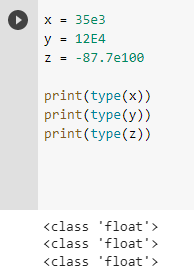 x = 35e3
y = 12E4
z = -87.7e100
print(type(x))
print(type(y))
print(type(z))
<class 'float'>
<class 'float'>
<class 'float'>